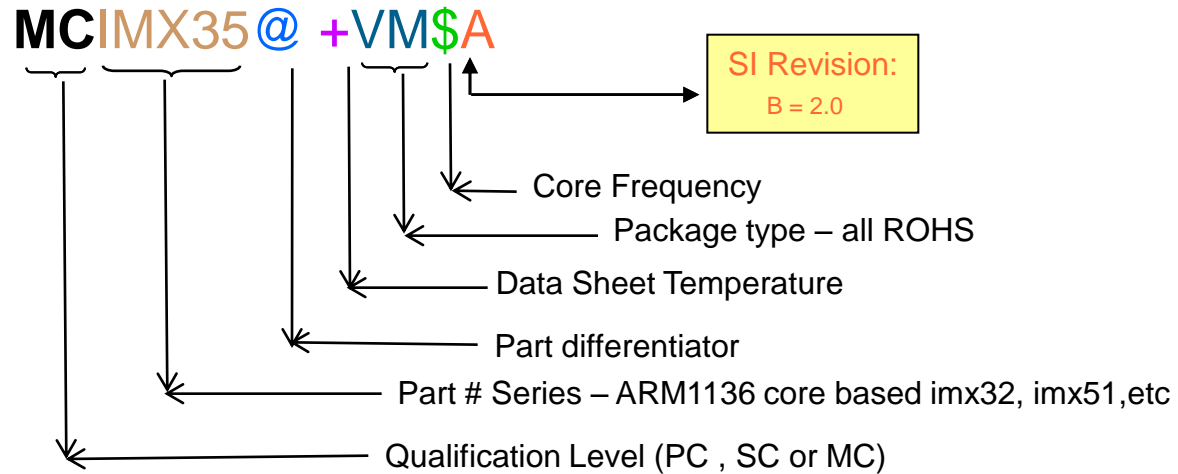 MCIMX35@ +VM$A
SI Revision:
B = 2.0
Core Frequency
Package type – all ROHS
Data Sheet Temperature
Part differentiator
Part # Series – ARM1136 core based imx32, imx51,etc
Qualification Level (PC , SC or MC)